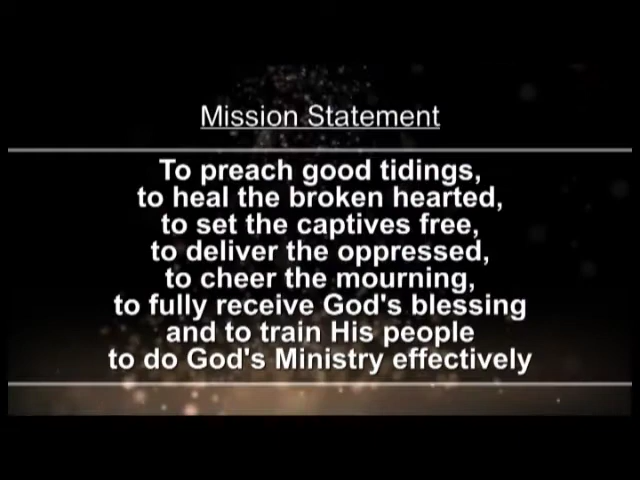 Mission Statement
To preach good tidings,
to heal the broken hearted,
to set the captives free,
to deliver the oppressed,
to cheer the mourning,
to fully receive God's blessing
and to train His people
to do God's Ministry effectively